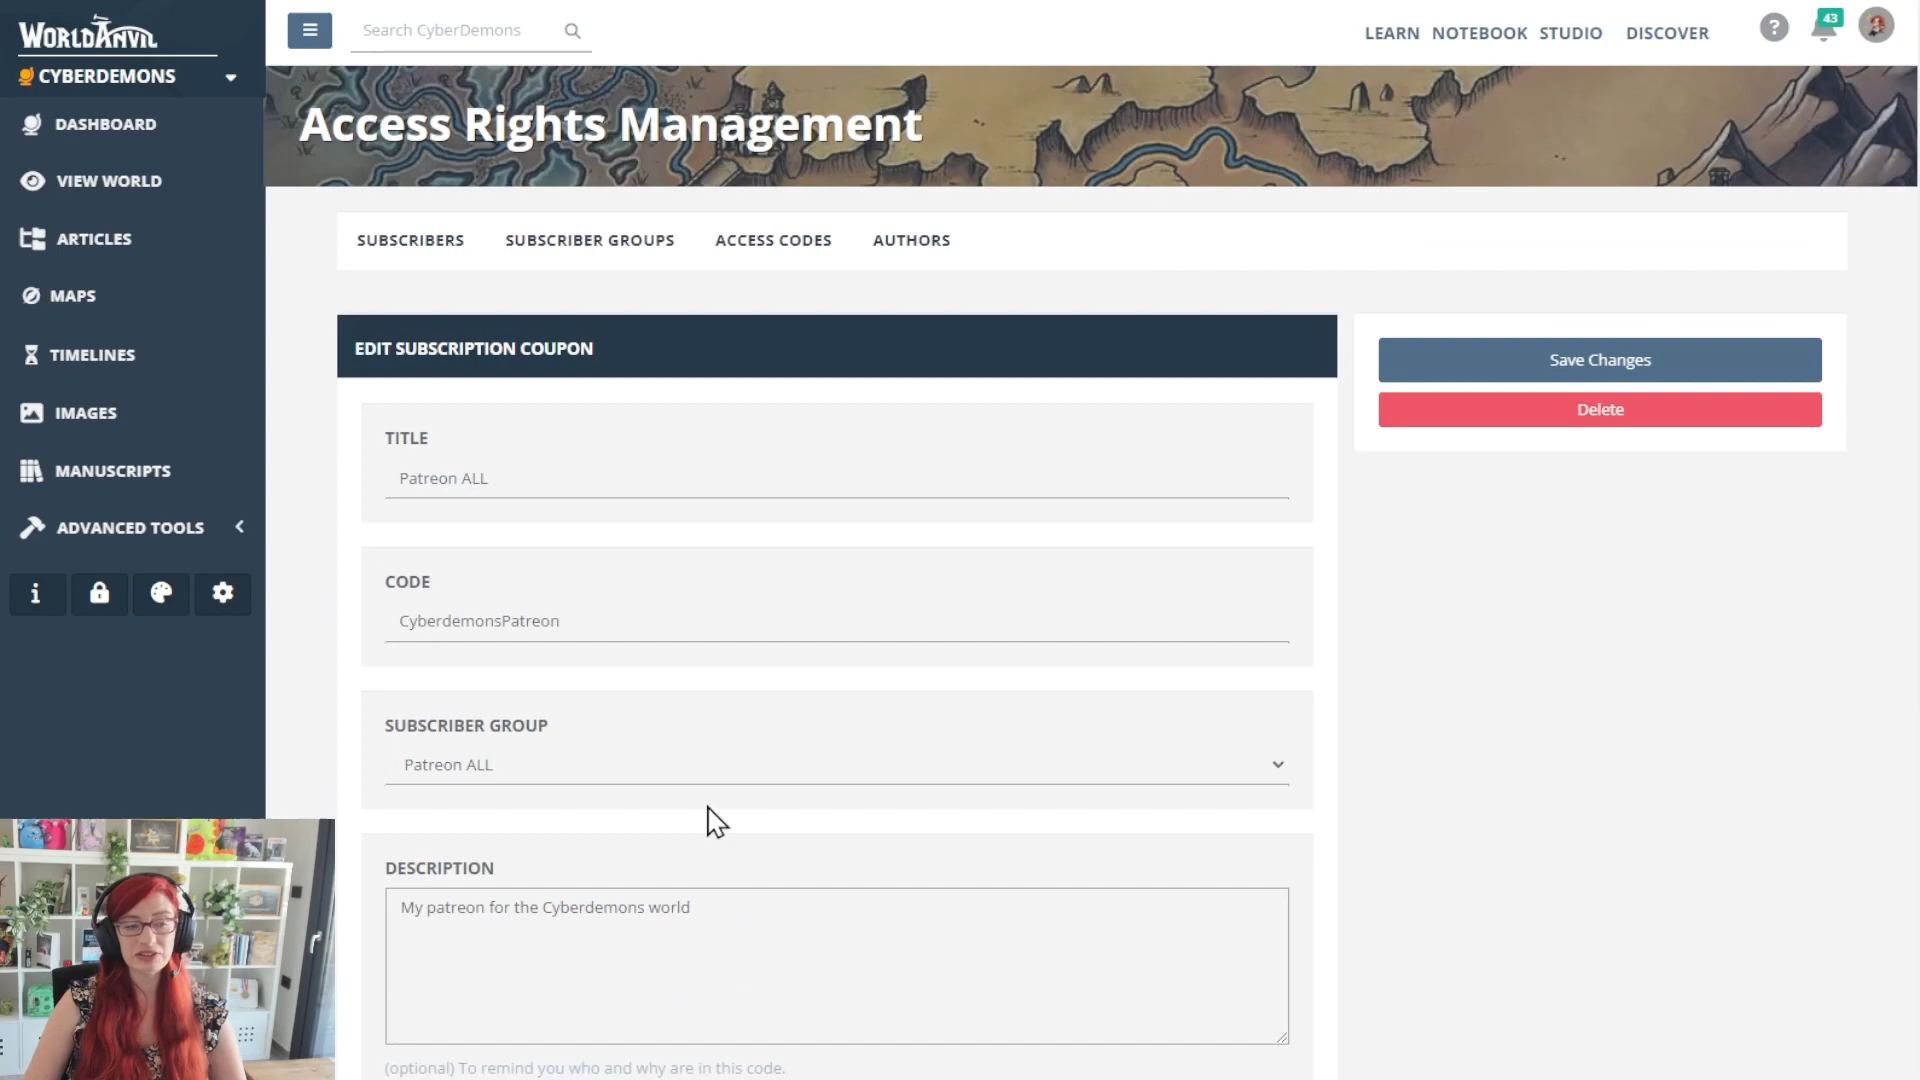 WORLDANVIL
CYBERDEMONS
DASHBOARD
VIEW WORLD
ARTICLES
MAPS
TIMELINES
IMAGES
MANUSCRIPTS
ADVANCED TOOLS
Search CyberDemons
LEARN NOTEBOOK STUDIO DISCOVER
?
43
Access Rights Management
SUBSCRIBERS SUBSCRIBER GROUPS ACCESS CODES AUTHORS
EDIT SUBSCRIPTION COUPON
TITLE
Patreon ALL
CODE
CyberdemonsPatreon
SUBSCRIBER GROUP
Patreon ALL
DESCRIPTION
My patreon for the Cyberdemons world
(optional) To remind you who and why are in this code.
Save Changes
Delete